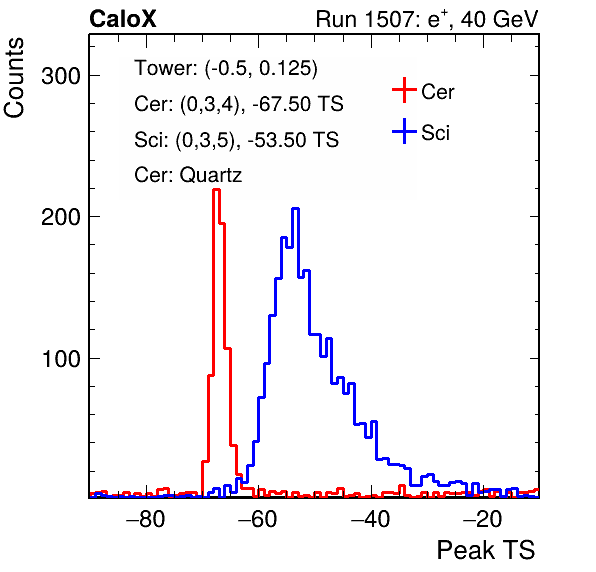 CaloX Run 1507: e⁺, 40 GeV
Counts
Tower: (-0.5, 0.125)
Cer: (0,3,4), -67.50 TS
Sci: (0,3,5), -53.50 TS
Cer: Quartz
Cer
Sci
300
200
100
−80 −60 −40 −20
Peak TS